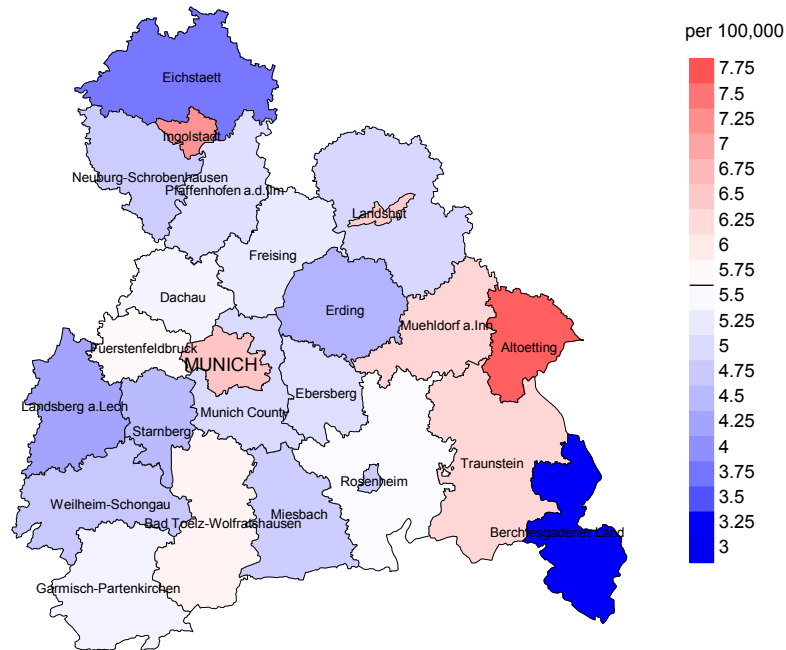 per 100,000
7.75
7.5
7.25
7
6.75
6.5
6.25
6
5.75
5.5
5.25
5
4.75
4.5
4.25
4
3.75
3.5
3.25
3
Eichstaett
Ingolstadt
Neuburg-Schrobenhausen
Pfaffenhofen a.d.Ilm
Landshut
Freising
Dachau
Erding
Muehldorf a.Inn
Altoetting
Fuerstenfeldbruck
MUNICH
Ebersberg
Landsberg a.Lech
Munich County
Starnberg
Traunstein
Rosenheim
Weilheim-Schongau
Miesbach
Bad Toelz-Wolfratshausen
Berchtesgadener Land
Garmisch-Partenkirchen